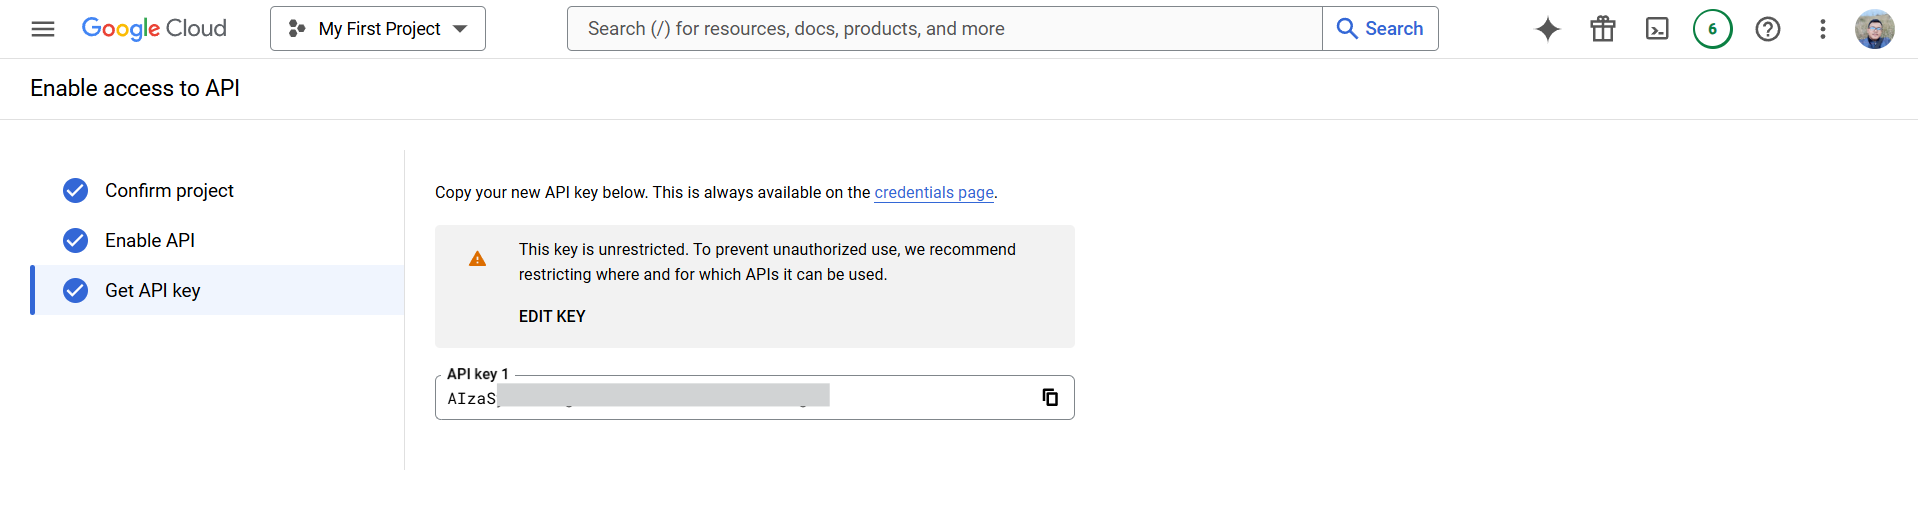 Google Cloud
My First Project
Search (/) for resources, docs, products, and more
Search
6
Enable access to API
Confirm project
Enable API
Get API key
Copy your new API key below. This is always available on the credentials page.
This key is unrestricted. To prevent unauthorized use, we recommend
restricting where and for which APIs it can be used.
EDIT KEY
API key 1
AIzaS